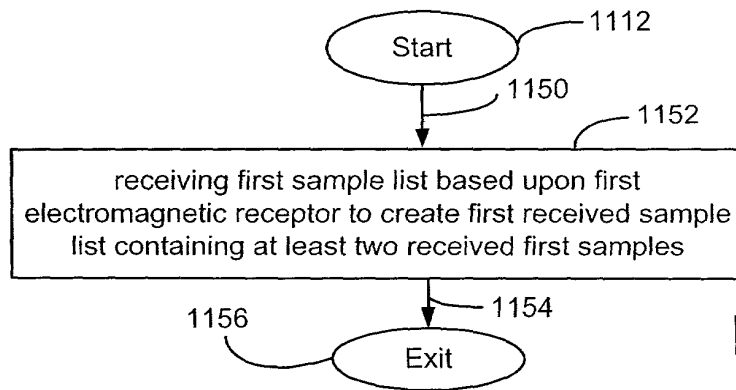 Start
1112
1150
1152
receiving first sample list based upon first
electromagnetic receptor to create first received sample
list containing at least two received first samples
1154
1156
Exit